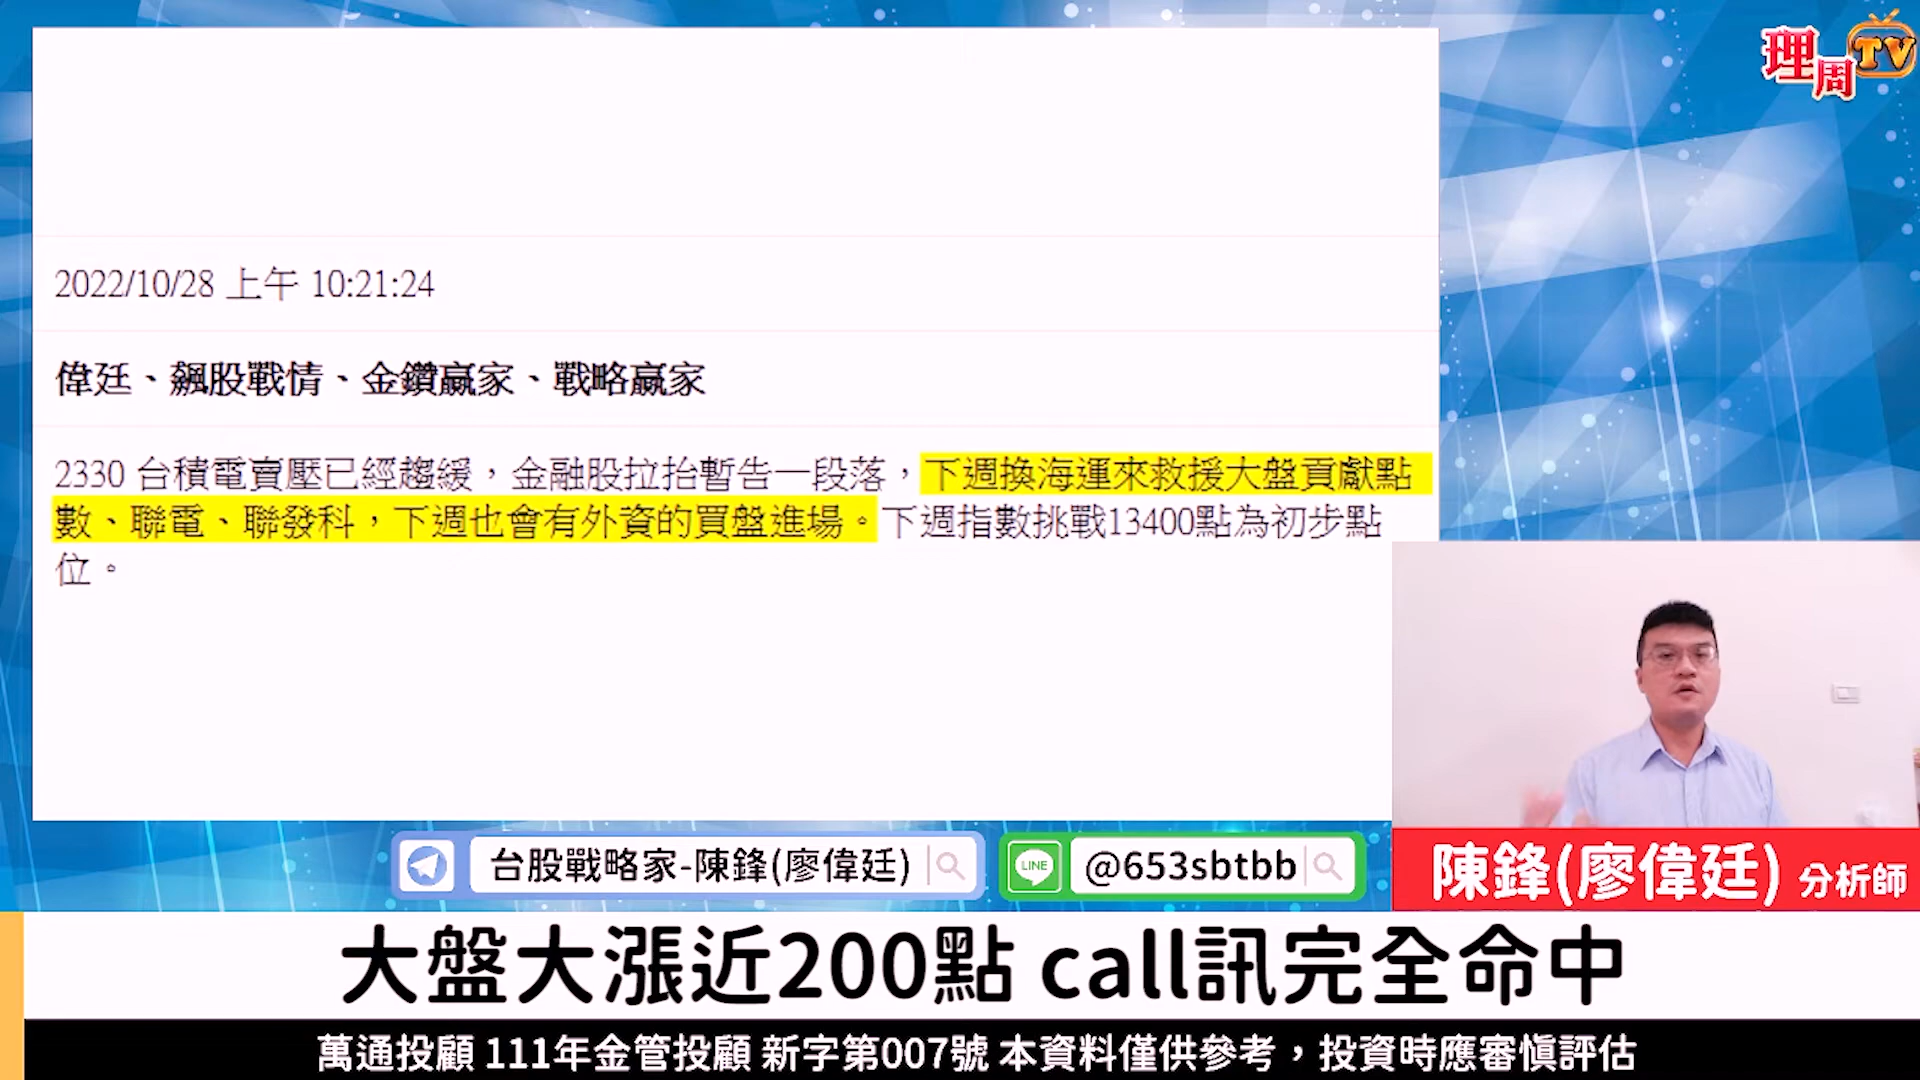 理周TV
2022/10/28 上午 10:21:24
偉廷、飆股戰情、金鑽贏家、戰略贏家
2330 台積電賣壓已經趨緩，金融股拉抬暫告一段落，下週換海運來救援大盤貢獻點
數、聯電、聯發科，下週也會有外資的買盤進場。下週指數挑戰13400點為初步點
位。
台股戰略家-陳鋒(廖偉廷)
LINE
@653sbtbb
陳鋒(廖偉廷) 分析師
大盤大漲近200點 call訊完全命中
萬通投顧 111年金管投顧 新字第007號 本資料僅供參考，投資時應審慎評估